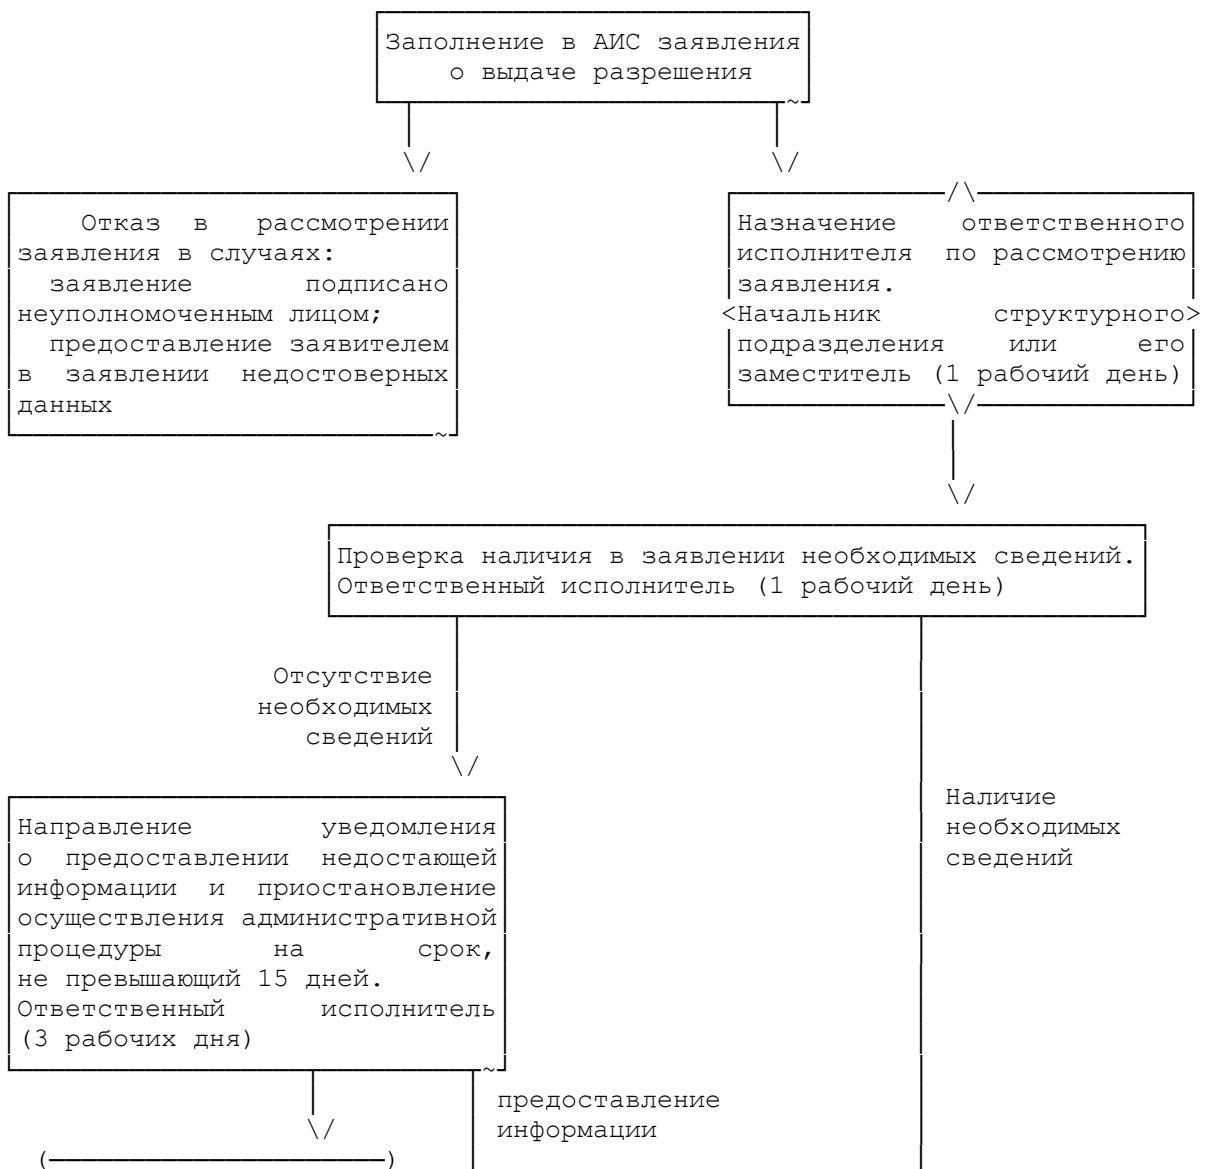 Заполнение в АИС заявления
о выдаче разрешения
Отказ в рассмотрении
заявления в случаях:
заявление подписано
неуполномоченным лицом;
предоставление заявителем
в заявлении недостоверных
данных
Назначение ответственного
исполнителя по рассмотрению
заявления.
<Начальник структурного>
подразделения или его
заместитель (1 рабочий день)
Проверка наличия в заявлении необходимых сведений.
Ответственный исполнитель (1 рабочий день)
Отсутствие
необходимых
сведений
Направление уведомления
о предоставлении недостающей
информации и приостановление
осуществления административной
процедуры на срок,
не превышающий 15 дней.
Ответственный исполнитель
(3 рабочих дня)
Наличие
необходимых
сведений
предоставление
информации